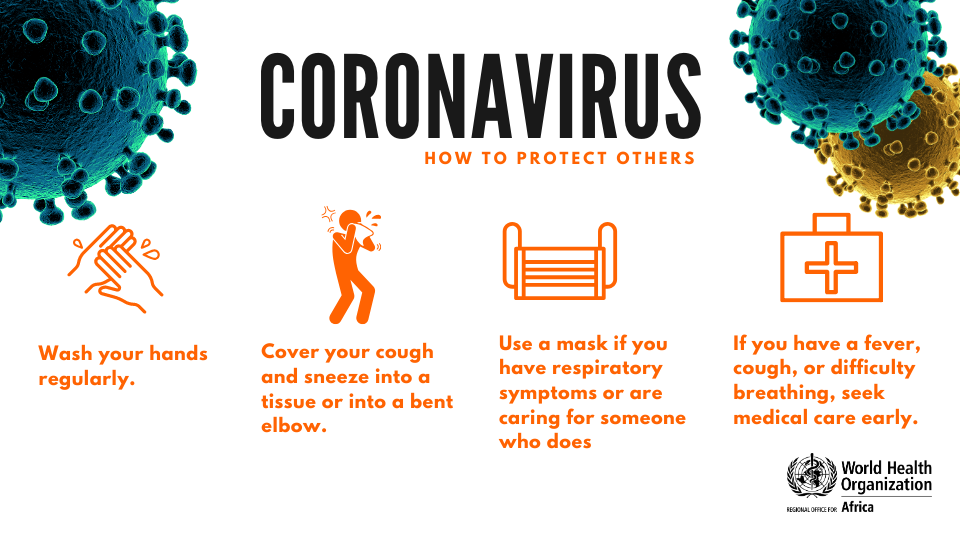 CORONAVIRUS
HOW TO PROTECT OTHERS
Wash your hands
regularly.
Cover your cough
and sneeze into a
tissue or into a bent
elbow.
Use a mask if you
have respiratory
symptoms or are
caring for someone
who does
If you have a fever,
cough, or difficulty
breathing, seek
medical care early.
World Health
Organization
REGIONAL OFFICE FOR Africa